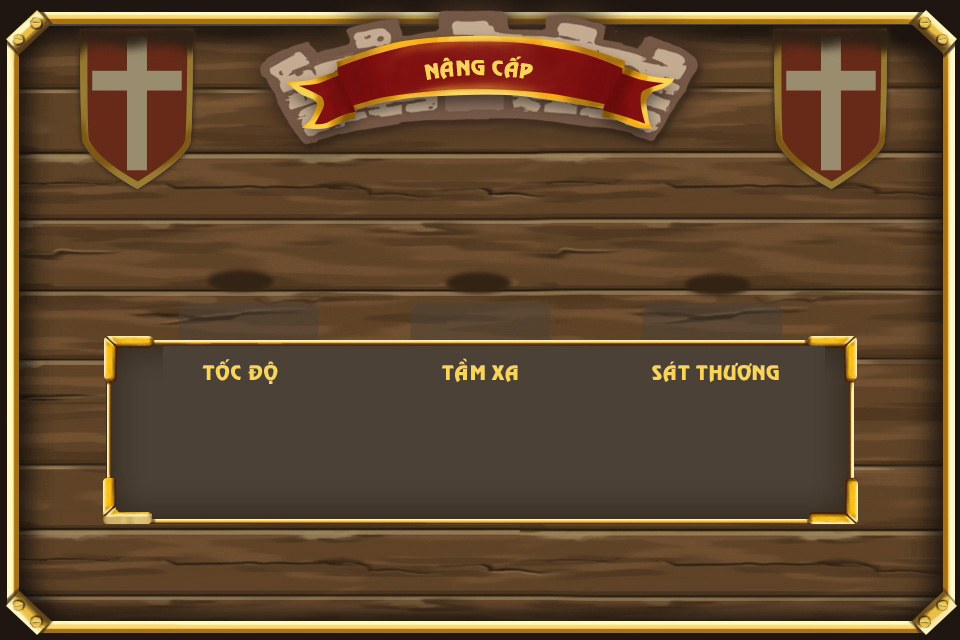 NÂNG CẤP
TỐC ĐỘ
TẦM XA
SÁT THƯƠNG